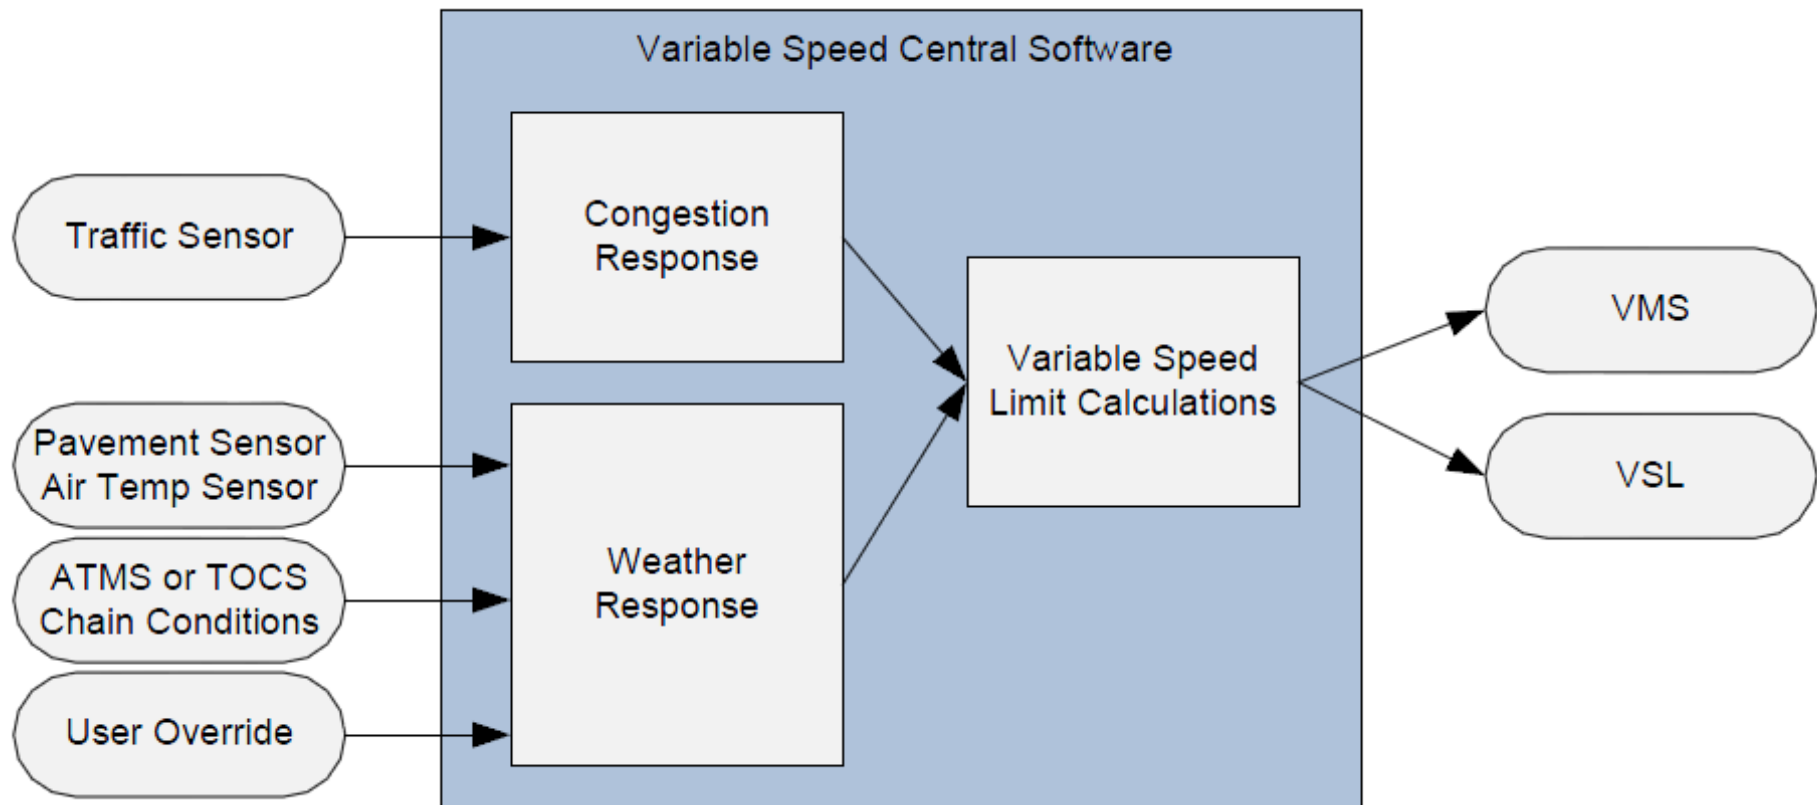 Variable Speed Central Software
Traffic Sensor
Congestion
Response
Pavement Sensor
Air Temp Sensor
ATMS or TOCS
Chain Conditions
User Override
Weather
Response
Variable Speed
Limit Calculations
VMS
VSL